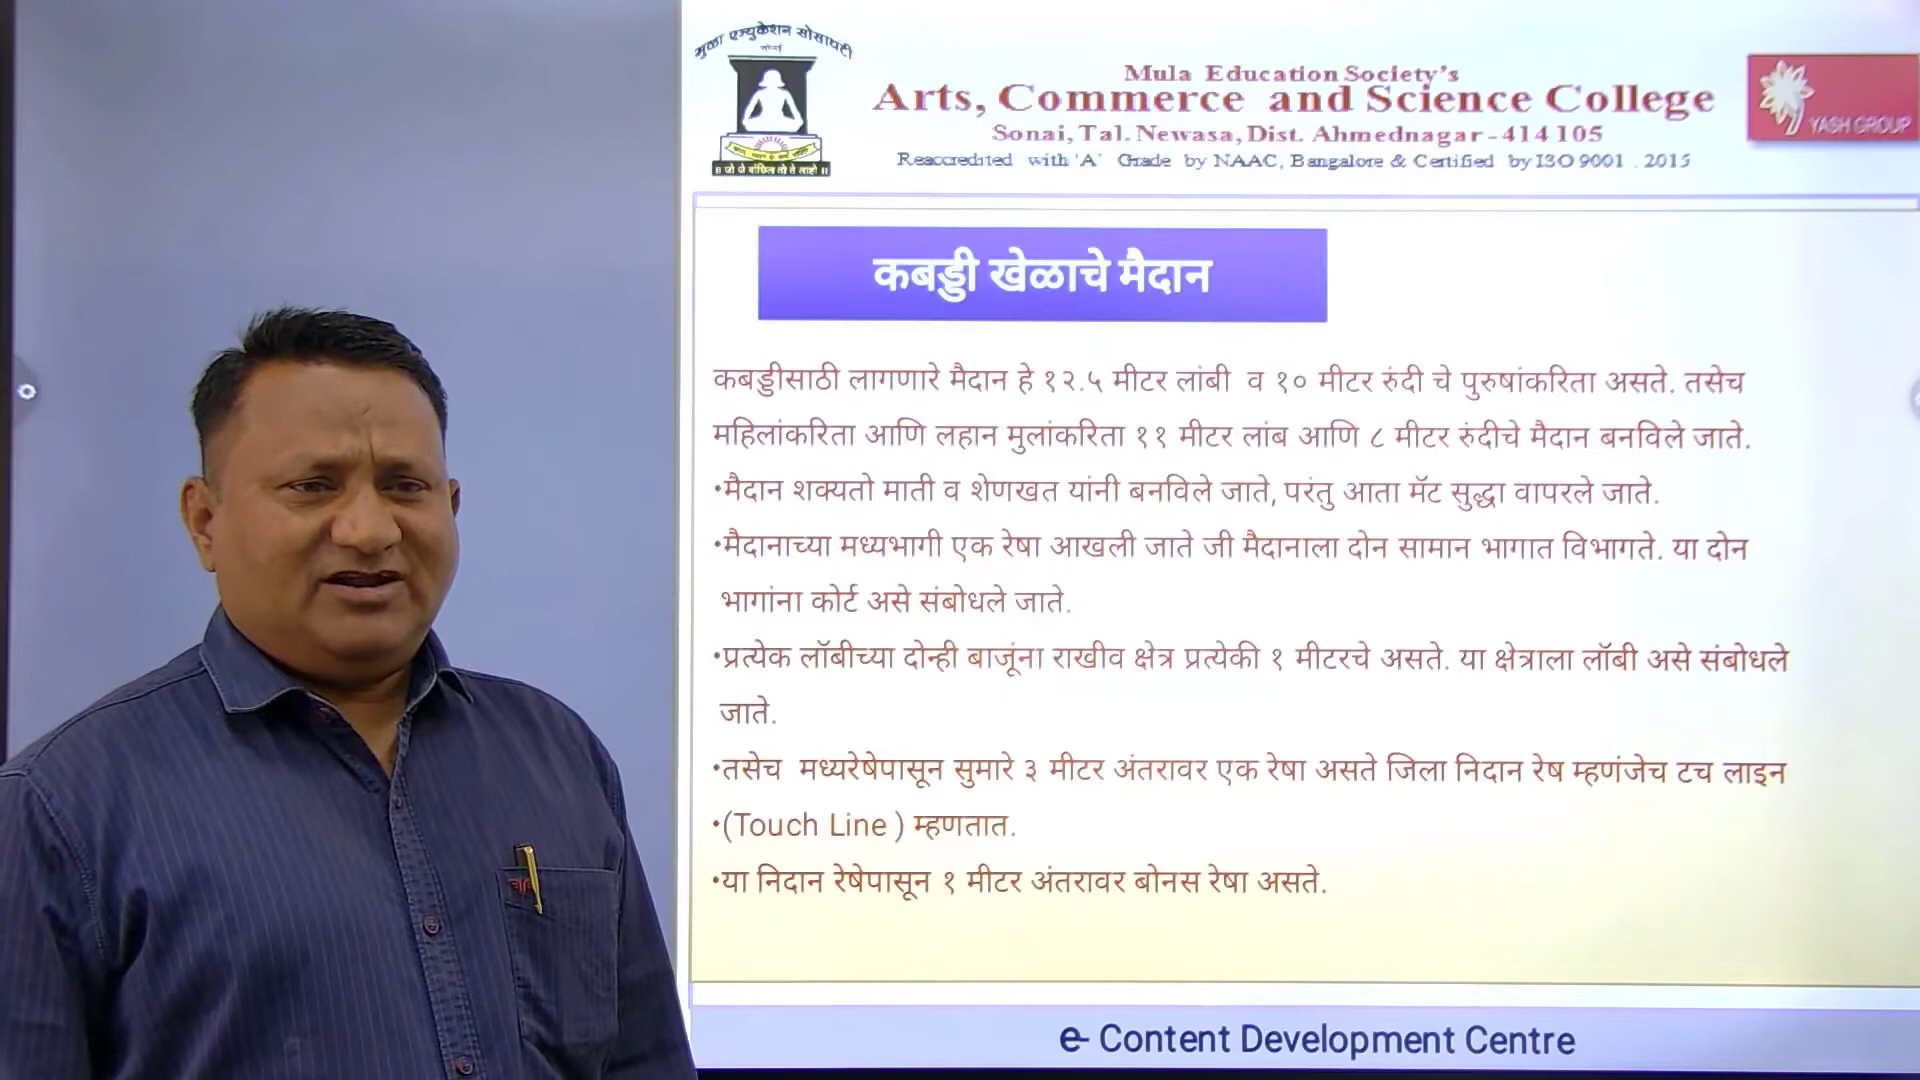 मुळा एज्युकेशन सोसायटी
सोनई
॥ जो जे वांछिल तो ते लाहो ॥
Mula Education Society's
Arts, Commerce and Science College
Sonai, Tal. Newasa, Dist. Ahmednagar - 414 105
Reaccredited with 'A' Grade by NAAC, Bangalore & Certified by ISO 9001 . 2015
YASH GROUP
कबड्डी खेळाचे मैदान
कबड्डीसाठी लागणारे मैदान हे १२.५ मीटर लांबी व १० मीटर रुंदी चे पुरुषांकरिता असते. तसेच
महिलांकरिता आणि लहान मुलांकरिता ११ मीटर लांब आणि ८ मीटर रुंदीचे मैदान बनविले जाते.
•मैदान शक्यतो माती व शेणखत यांनी बनविले जाते, परंतु आता मॅट सुद्धा वापरले जाते.
•मैदानाच्या मध्यभागी एक रेषा आखली जाते जी मैदानाला दोन सामान भागात विभागते. या दोन
भागांना कोर्ट असे संबोधले जाते.
•प्रत्येक लॉबीच्या दोन्ही बाजूंना राखीव क्षेत्र प्रत्येकी १ मीटरचे असते. या क्षेत्राला लॉबी असे संबोधले
जाते.
•तसेच मध्यरेषेपासून सुमारे ३ मीटर अंतरावर एक रेषा असते जिला निदान रेष म्हणंजेच टच लाइन
•(Touch Line ) म्हणतात.
•या निदान रेषेपासून १ मीटर अंतरावर बोनस रेषा असते.
e- Content Development Centre